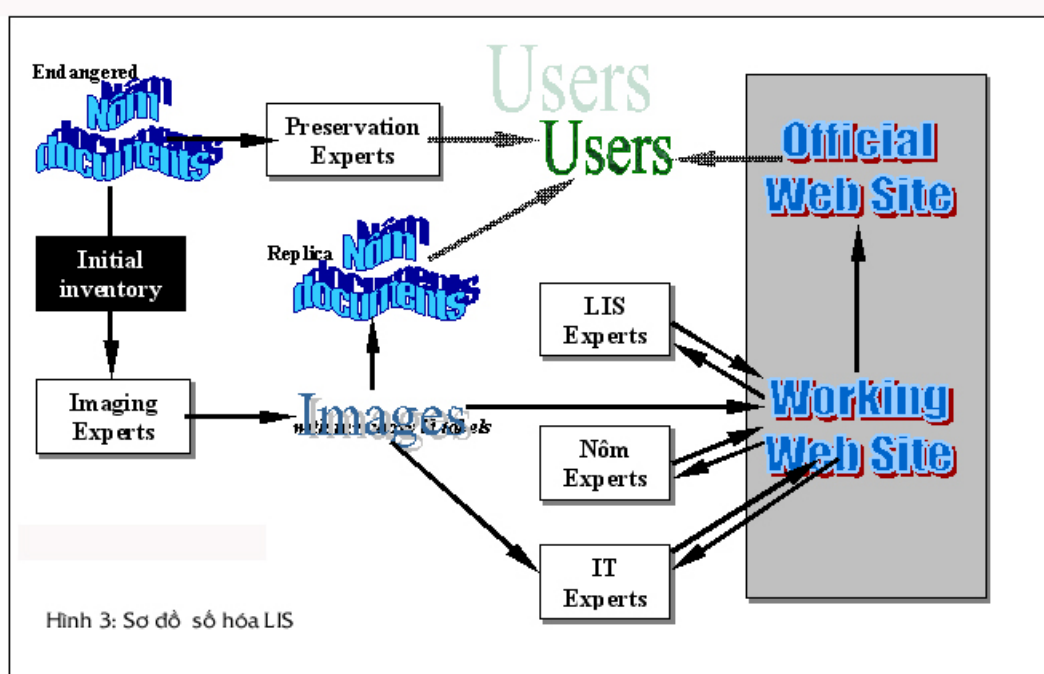 Endangered
Nôm
documents
Preservation
Experts
Users
Users
Official
Web Site
Initial
inventory
Replica
Nôm
documents
LIS
Experts
Imaging
Experts
Images
Working
Web Site
Nôm
Experts
IT
Experts
Hình 3: Sơ đồ số hóa LIS